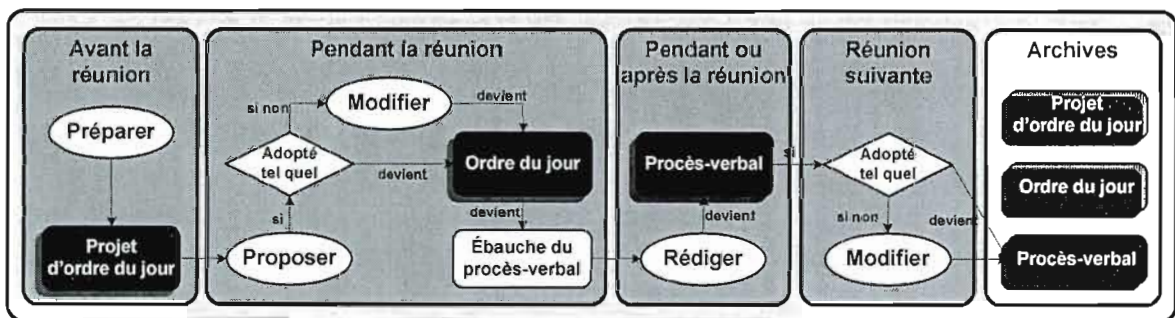 Avant la
réunion
Préparer
Projet
d'ordre du jour
Pendant la réunion
si non
Modifier
devient
Adopté
tel quel
devient
Ordre du jour
si
devient
Proposer
Ébauche du
procès-verbal
Pendant ou
après la réunion
Procès-verbal
devient
Rédiger
Réunion
suivante
si
Adopté
tel quel
si non
devient
Modifier
Archives
Projet
d'ordre du jour
Ordre du jour
Procès-verbal